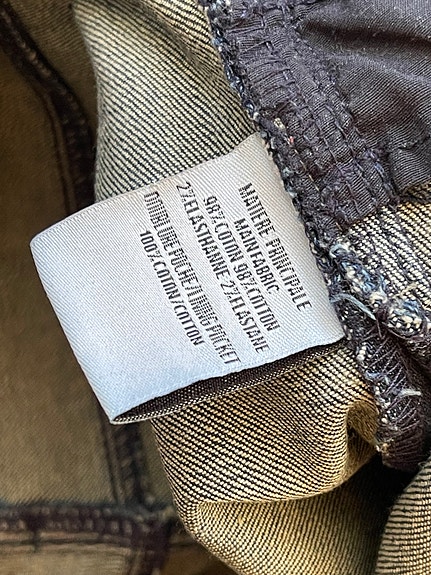 MATIERE PRINCIPALE
MAIN FABRIC
98% COTON 98% COTTON
2% ELASTHANNE 2% ELASTANE
DOUBLURE POCHE/LINING POCKET
100% COTON/COTTON